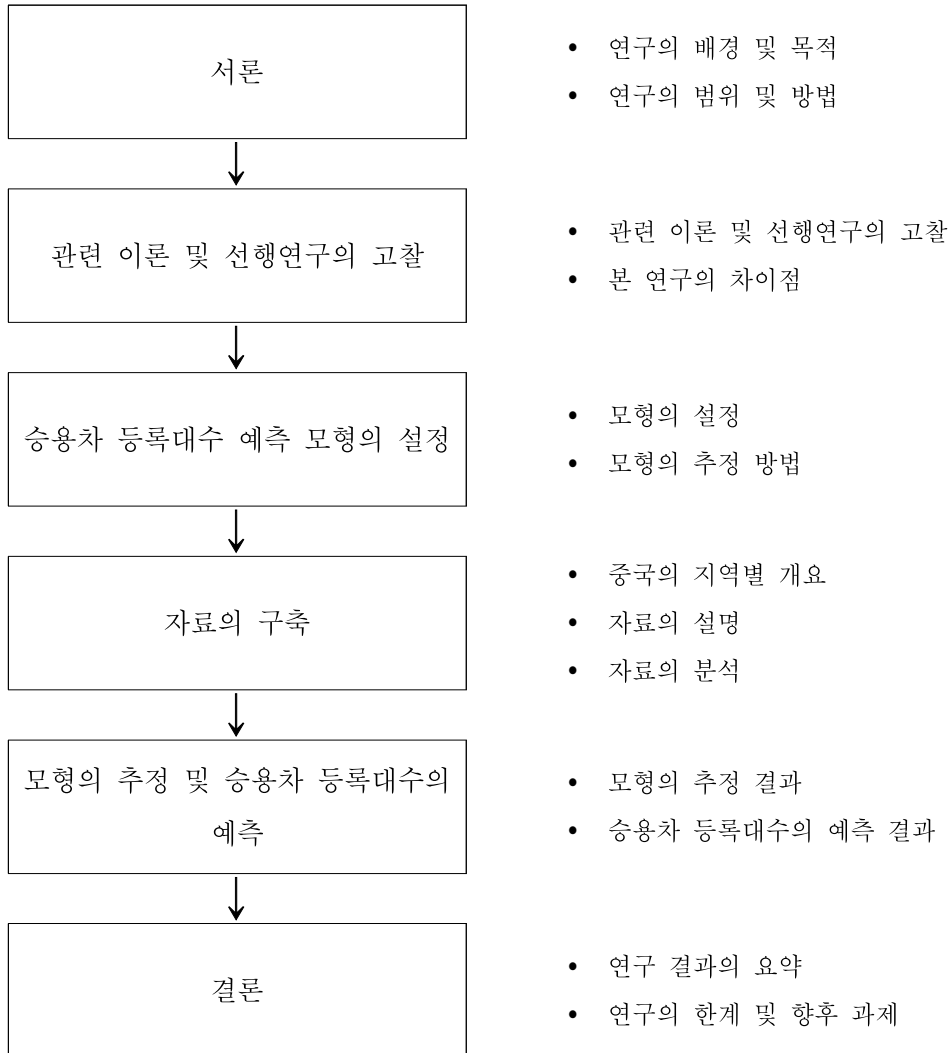 서론
• 연구의 배경 및 목적
• 연구의 범위 및 방법
관련 이론 및 선행연구의 고찰
• 관련 이론 및 선행연구의 고찰
• 본 연구의 차이점
승용차 등록대수 예측 모형의 설정
• 모형의 설정
• 모형의 추정 방법
자료의 구축
• 중국의 지역별 개요
• 자료의 설명
• 자료의 분석
모형의 추정 및 승용차 등록대수의
예측
• 모형의 추정 결과
• 승용차 등록대수의 예측 결과
결론
• 연구 결과의 요약
• 연구의 한계 및 향후 과제